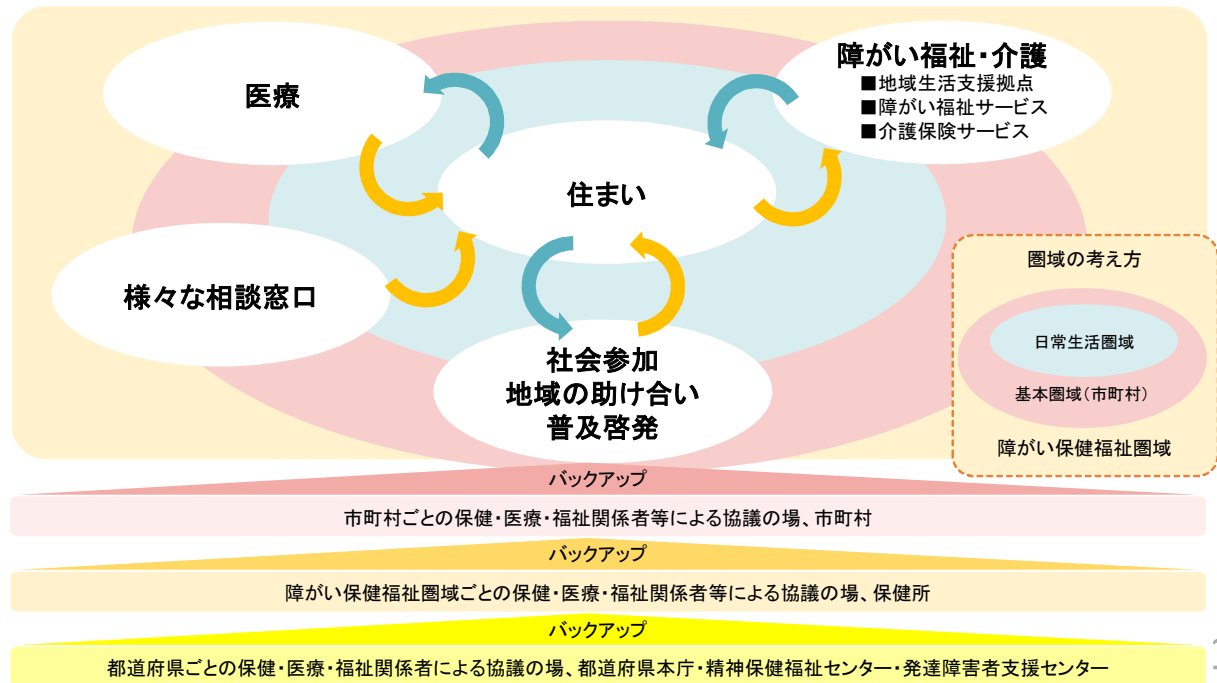 医療
障がい福祉・介護
■地域生活支援拠点
■障がい福祉サービス
■介護保険サービス
住まい
様々な相談窓口
社会参加
地域の助け合い
普及啓発
圏域の考え方
日常生活圏域
基本圏域（市町村）
障がい保健福祉圏域
バックアップ
市町村ごとの保健・医療・福祉関係者等による協議の場、市町村
バックアップ
障がい保健福祉圏域ごとの保健・医療・福祉関係者等による協議の場、保健所
バックアップ
都道府県ごとの保健・医療・福祉関係者による協議の場、都道府県本庁・精神保健福祉センター・発達障害者支援センター